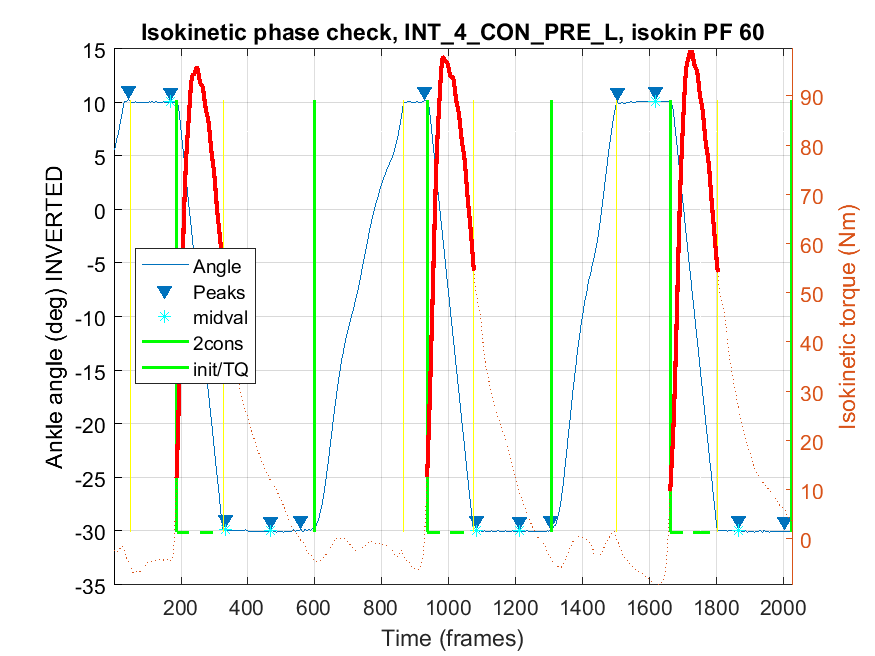 Isokinetic phase check, INT_4_CON_PRE_L, isokin PF 60
15
10
5
0
-5
-10
-15
-20
-25
-30
-35
Ankle angle (deg) INVERTED
Angle
Peaks
midval
2cons
init/TQ
90
80
70
60
50
40
30
20
10
0
Isokinetic torque (Nm)
200 400 600 800 1000 1200 1400 1600 1800 2000
Time (frames)